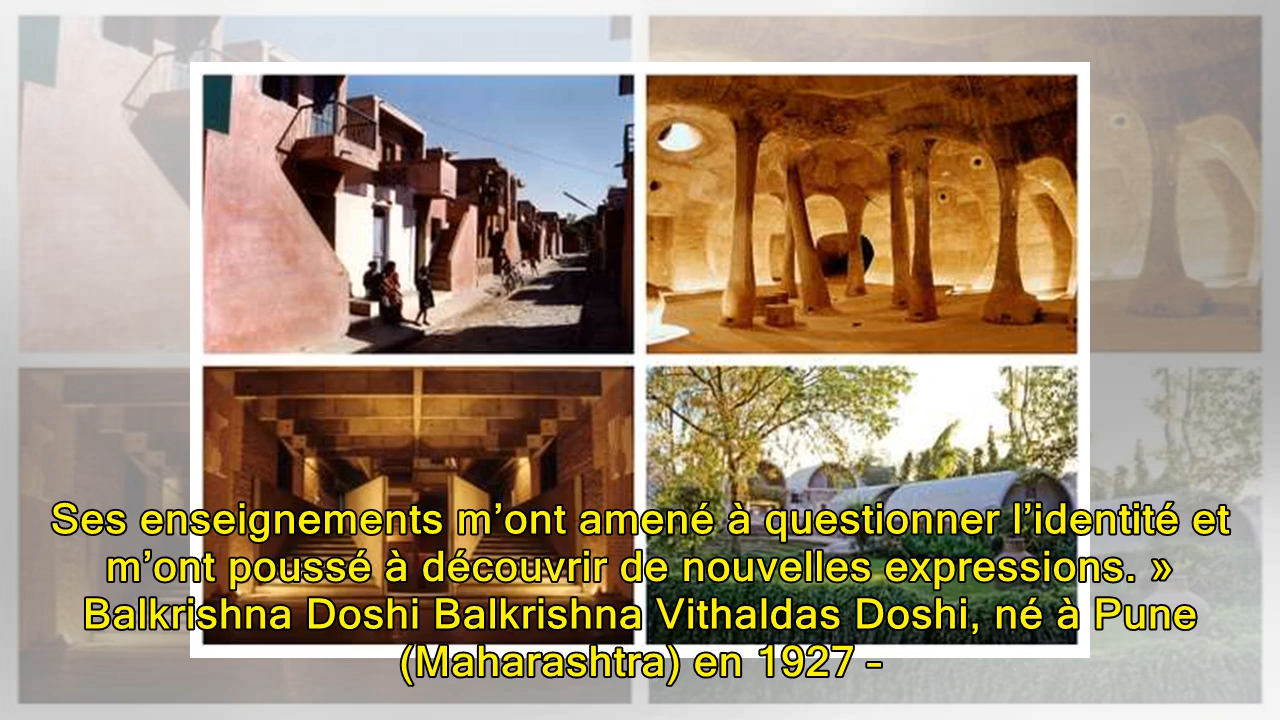 Ses enseignements m’ont amené à questionner l’identité et
m’ont poussé à découvrir de nouvelles expressions. »
Balkrishna Doshi Balkrishna Vithaldas Doshi, né à Pune
(Maharashtra) en 1927 –